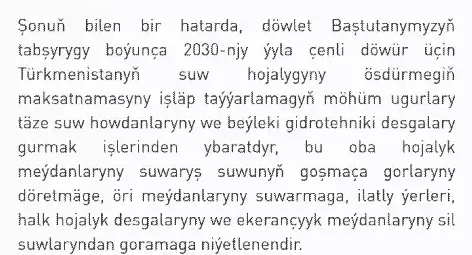 Şonuň bilen bir hatarda, döwlet Baştutanymyzyň
tabşyrygy boýunça 2030-njy ýyla çenli döwür üçin
Türkmenistanyň suw hojalygyny ösdürmegiň
maksatnamasyny işläp taýýarlamagyň möhüm ugurlary
täze suw howdanlaryny we beýleki gidrotehniki desgalary
gurmak işlerinden ybaratdyr, bu oba hojalyk
meýdanlaryny suwaryş suwunyň goşmaça gorlaryny
döretmäge, öri meýdanlaryny suwarmaga, ilatly ýerleri,
halk hojalyk desgalaryny we ekerançyyk meýdanlaryny sil
suwlaryndan goramaga niýetlenendir.